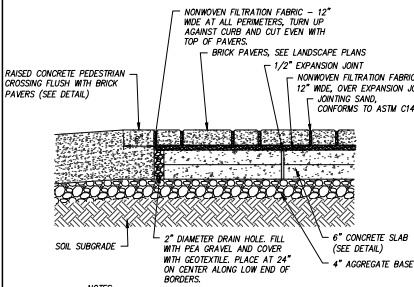 NONWOVEN FILTRATION FABRIC - 12"
WIDE AT ALL PERIMETERS, TURN UP
AGAINST CURB AND CUT EVEN WITH
TOP OF PAVERS.
BRICK PAVERS, SEE LANDSCAPE PLANS
1/2" EXPANSION JOINT
NONWOVEN FILTRATION FABRIC
12" WIDE, OVER EXPANSION JO
JOINTING SAND,
CONFORMS TO ASTM C14
RAISED CONCRETE PEDESTRIAN
CROSSING FLUSH WITH BRICK
PAVERS (SEE DETAIL)
SOIL SUBGRADE
2" DIAMETER DRAIN HOLE. FILL
WITH PEA GRAVEL AND COVER
WITH GEOTEXTILE. PLACE AT 24"
ON CENTER ALONG LOW END OF
BORDERS.
6" CONCRETE SLAB
(SEE DETAIL)
4" AGGREGATE BASE
NOTES